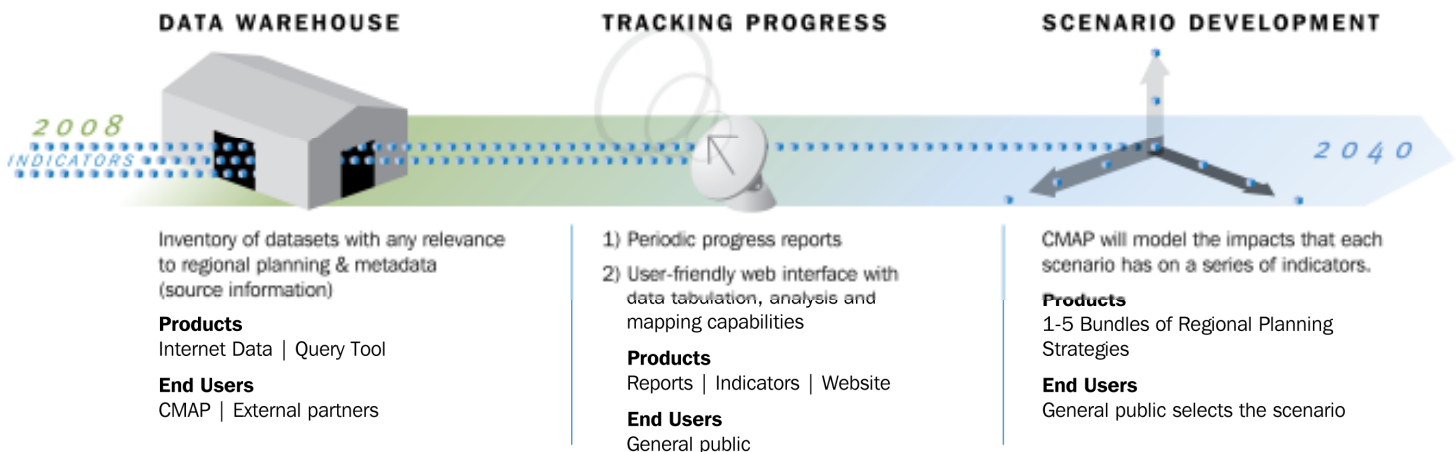 DATA WAREHOUSE
TRACKING PROGRESS
SCENARIO DEVELOPMENT
2008
INDICATORS
2040
Inventory of datasets with any relevance
to regional planning & metadata
(source information)
Products
Internet Data | Query Tool
End Users
CMAP | External partners
1) Periodic progress reports
2) User-friendly web interface with
data tabulation, analysis and
mapping capabilities
Products
Reports | Indicators | Website
End Users
General public
CMAP will model the impacts that each
scenario has on a series of indicators.
Products
1-5 Bundles of Regional Planning
Strategies
End Users
General public selects the scenario